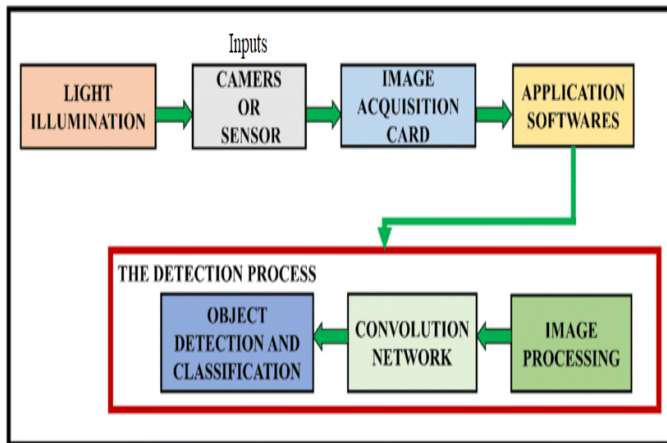 Inputs
LIGHT
ILLUMINATION
CAMERS
OR
SENSOR
IMAGE
ACQUISITION
CARD
APPLICATION
SOFTWARES
THE DETECTION PROCESS
OBJECT
DETECTION AND
CLASSIFICATION
CONVOLUTION
NETWORK
IMAGE
PROCESSING